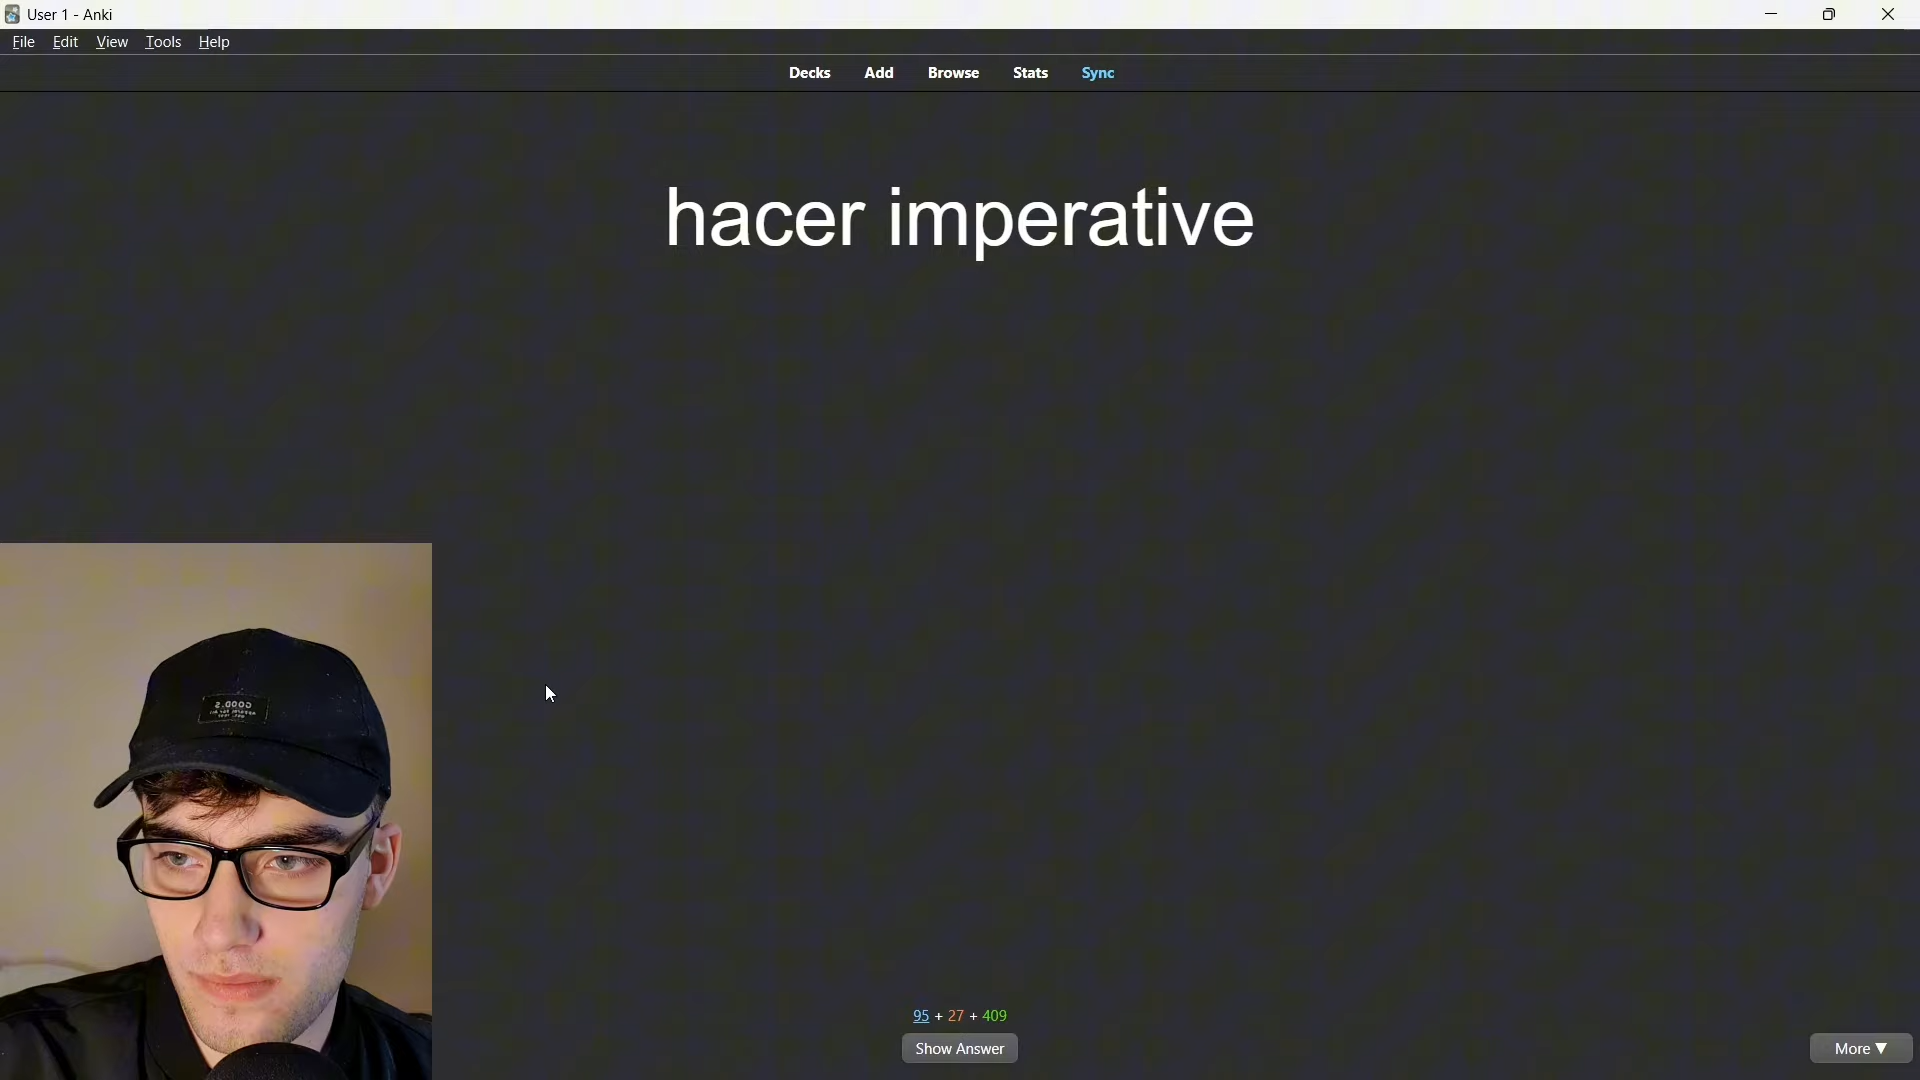 User 1 - Anki
File Edit View Tools Help
Decks Add Browse Stats Sync
hacer imperative
GOOD.S
95 + 27 + 409
Show Answer
More ▼